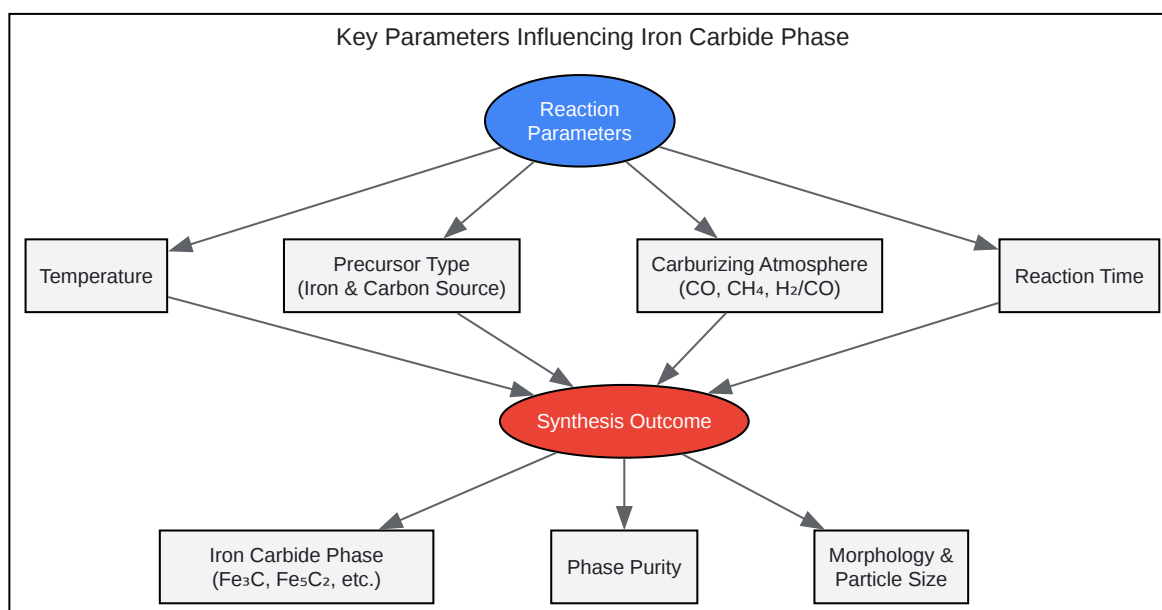 Key Parameters Influencing Iron Carbide Phase
Reaction
Parameters
Temperature
Precursor Type
(Iron & Carbon Source)
Carburizing Atmosphere
(CO, CH₄, H₂/CO)
Reaction Time
Synthesis Outcome
Iron Carbide Phase
(Fe₃C, Fe₅C₂, etc.)
Phase Purity
Morphology &
Particle Size